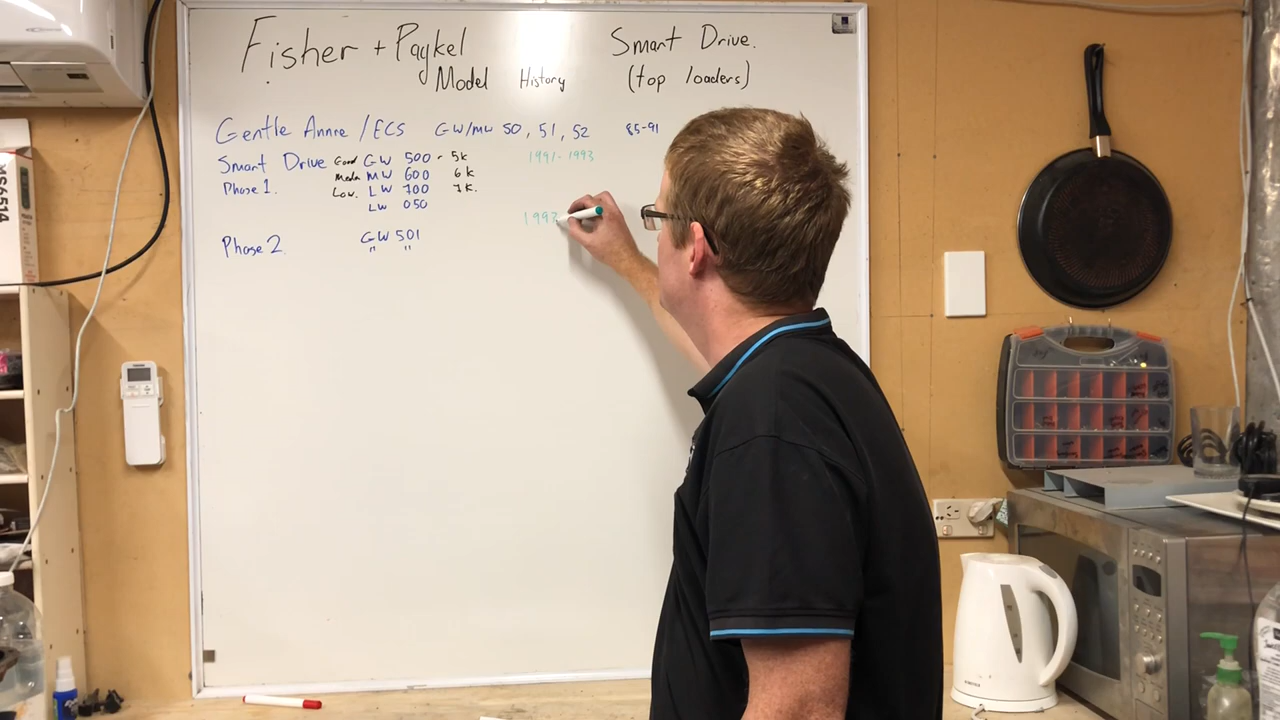 Fisher + Paykel Smart Drive.
Model History (top loaders)
Gentle Annie / ECS GW/MW 50, 51, 52 85-91
Smart Drive Good GW 500 - 5k 1991-1993
Phase 1. MW 600 6k
Low. LW 700 7k.
LW 050
1993
Phase 2. GW 501
" "
MS6514